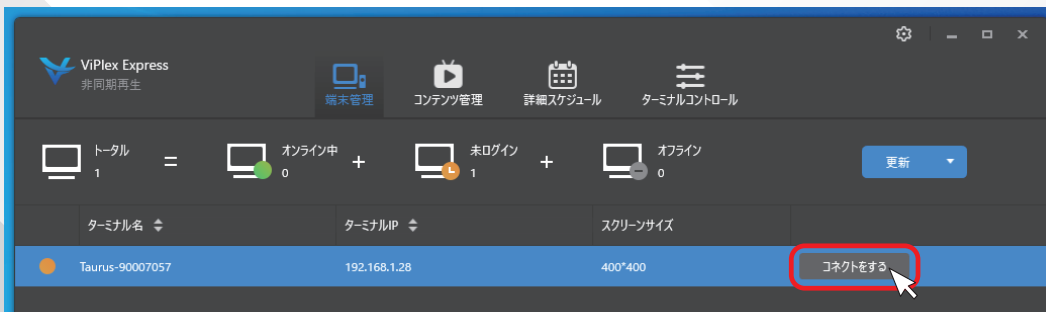 ViPlex Express
非同期再生
端末管理
コンテンツ管理
詳細スケジュール
ターミナルコントロール
トータル
1
=
オンライン中
0
+
未ログイン
1
+
オフライン
0
更新
ターミナル名
ターミナルIP
スクリーンサイズ
Taurus-90007057
192.168.1.28
400*400
コネクトをする